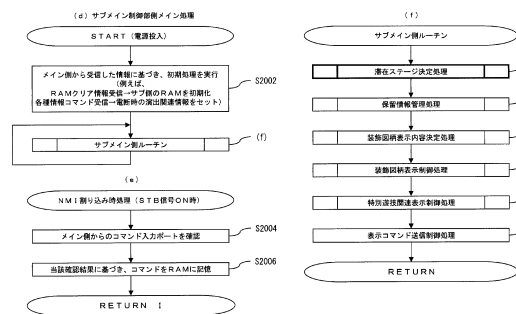 (d) サブメイン制御部側メイン処理
START(電源投入)
メイン側から受信した情報に基づき、初期処理を実行
(例えば、
RAMクリア情報受信→サブ側のRAMを初期化
各種情報コマンド受信→電断時の演出関連情報をセット)
S2002
サブメイン側ルーチン
(f)
(e)
NMI割り込み時処理(STB信号ON時)
メイン側からのコマンド入力ポートを確認
S2004
当該確認結果に基づき、コマンドをRAMに記憶
S2006
RETURN I
(f)
サブメイン側ルーチン
滞在ステージ決定処理
保留情報管理処理
装飾図柄表示内容決定処理
装飾図柄表示制御処理
特別遊技関連表示制御処理
表示コマンド送信制御処理
RETURN